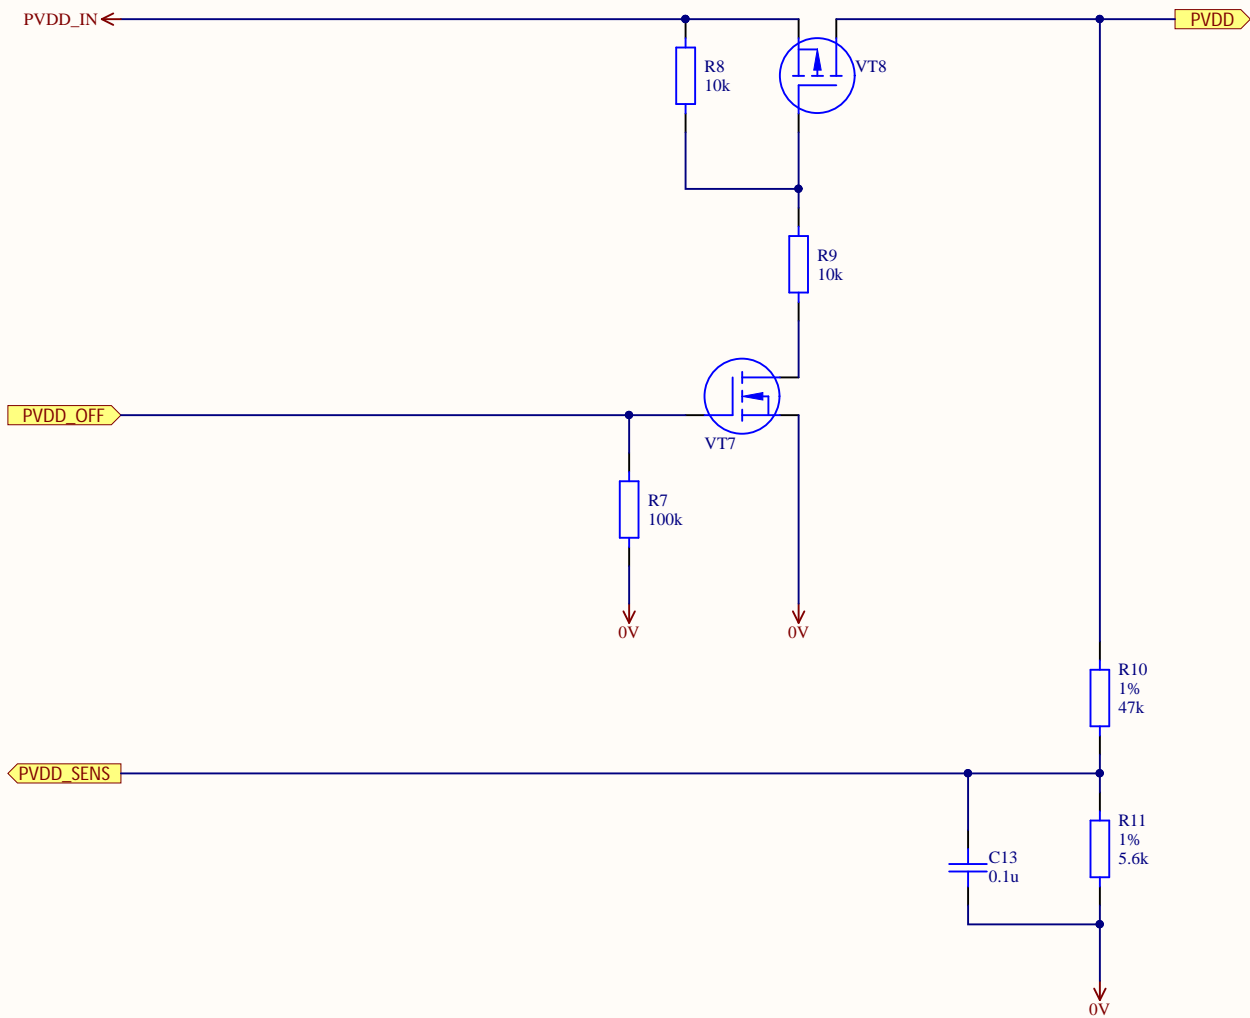 PVDD_IN
PVDD
R8
10k
VT8
R9
10k
PVDD_OFF
VT7
R7
100k
0V
0V
R10
1%
47k
PVDD_SENS
R11
1%
5.6k
C13
0.1u
0V